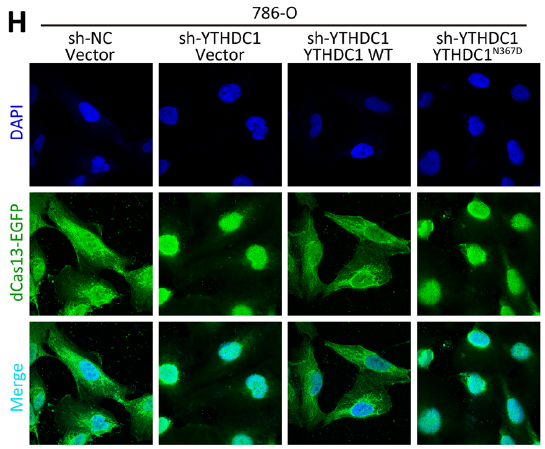 H
786-O
sh-NC
Vector
sh-YTHDC1
Vector
sh-YTHDC1
YTHDC1 WT
sh-YTHDC1
YTHDC1N367D
DAPI
dCas13-EGFP
Merge